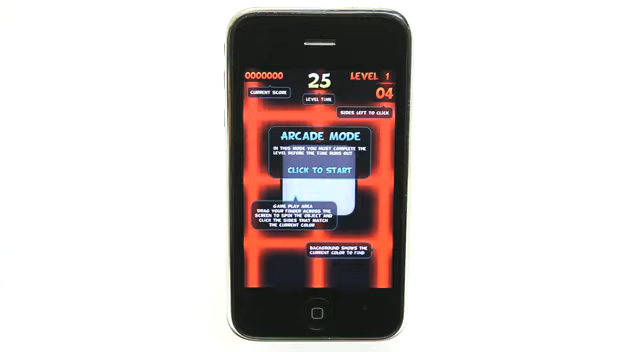 0000000
25
LEVEL 1
CURRENT SCORE
LEVEL TIME
04
SIDES LEFT TO CLICK
ARCADE MODE
IN THIS MODE YOU MUST COMPLETE THE
LEVEL BEFORE THE TIME RUNS OUT
CLICK TO START
GAME PLAY AREA
DRAG YOUR FINGER ACROSS THE
SCREEN TO SPIN THE OBJECT AND
CLICK THE SIDES THAT MATCH
THE CURRENT COLOR
BACKGROUND SHOWS THE
CURRENT COLOR TO FIND